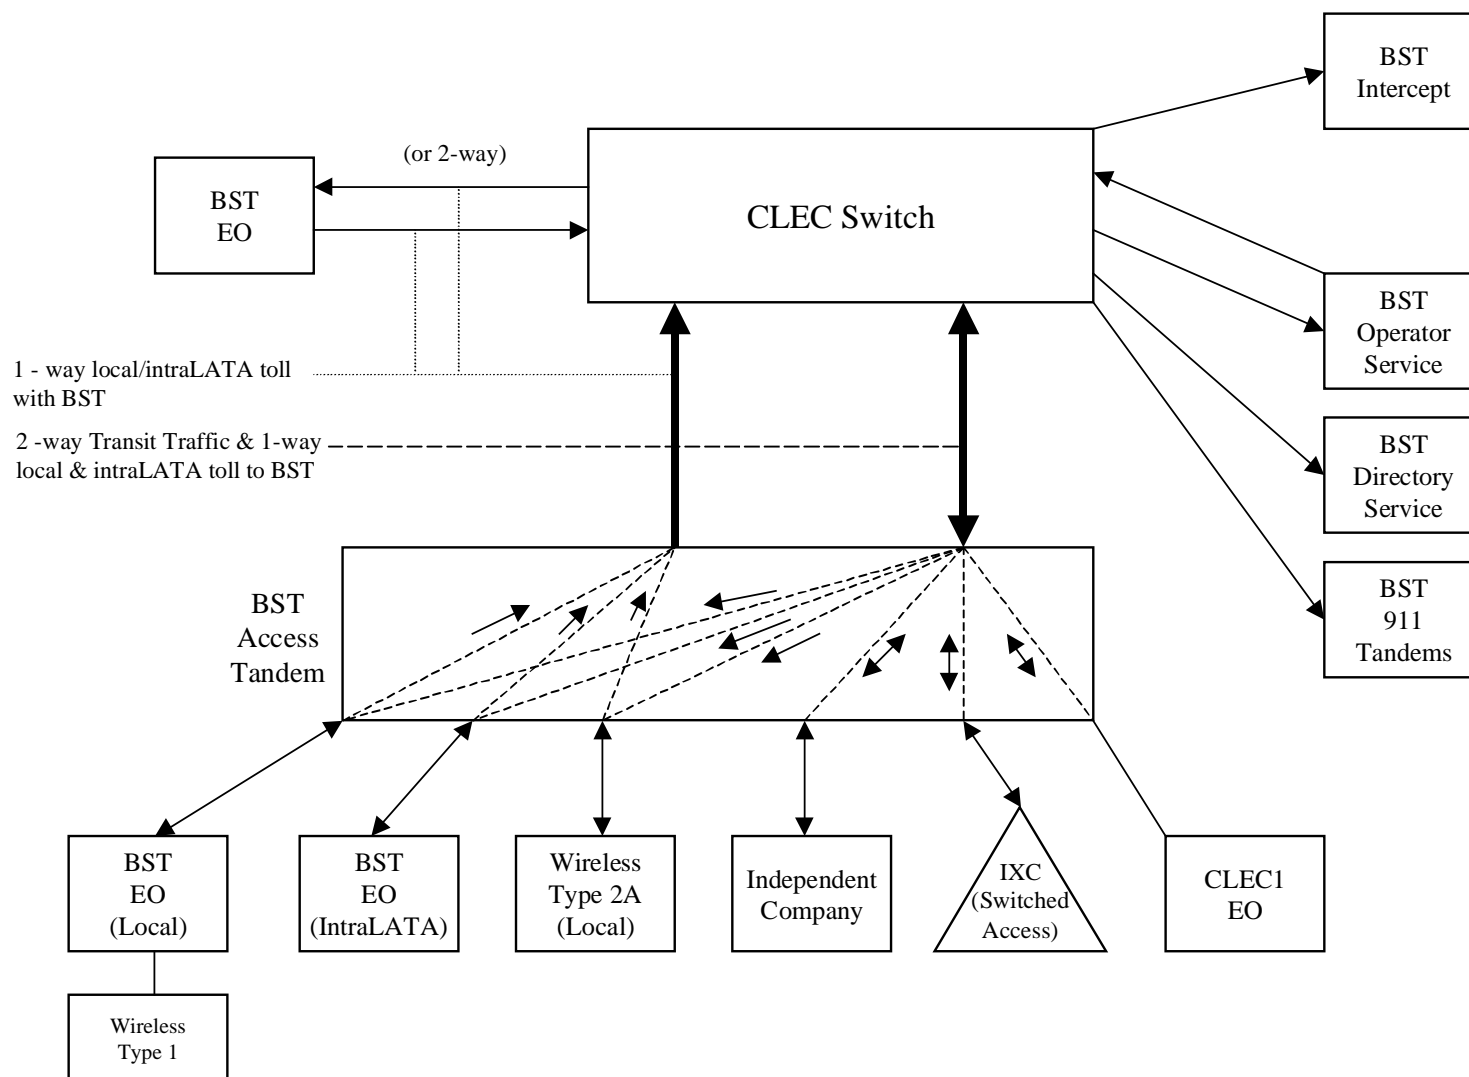 BST
Intercept
(or 2-way)
BST
EO
CLEC Switch
BST
Operator
Service
1 - way local/intraLATA toll
with BST
2 -way Transit Traffic & 1-way
local & intraLATA toll to BST
BST
Directory
Service
BST
Access
Tandem
BST
911
Tandems
BST
EO
(Local)
BST
EO
(IntraLATA)
Wireless
Type 2A
(Local)
Independent
Company
IXC
(Switched
Access)
CLEC1
EO
Wireless
Type 1